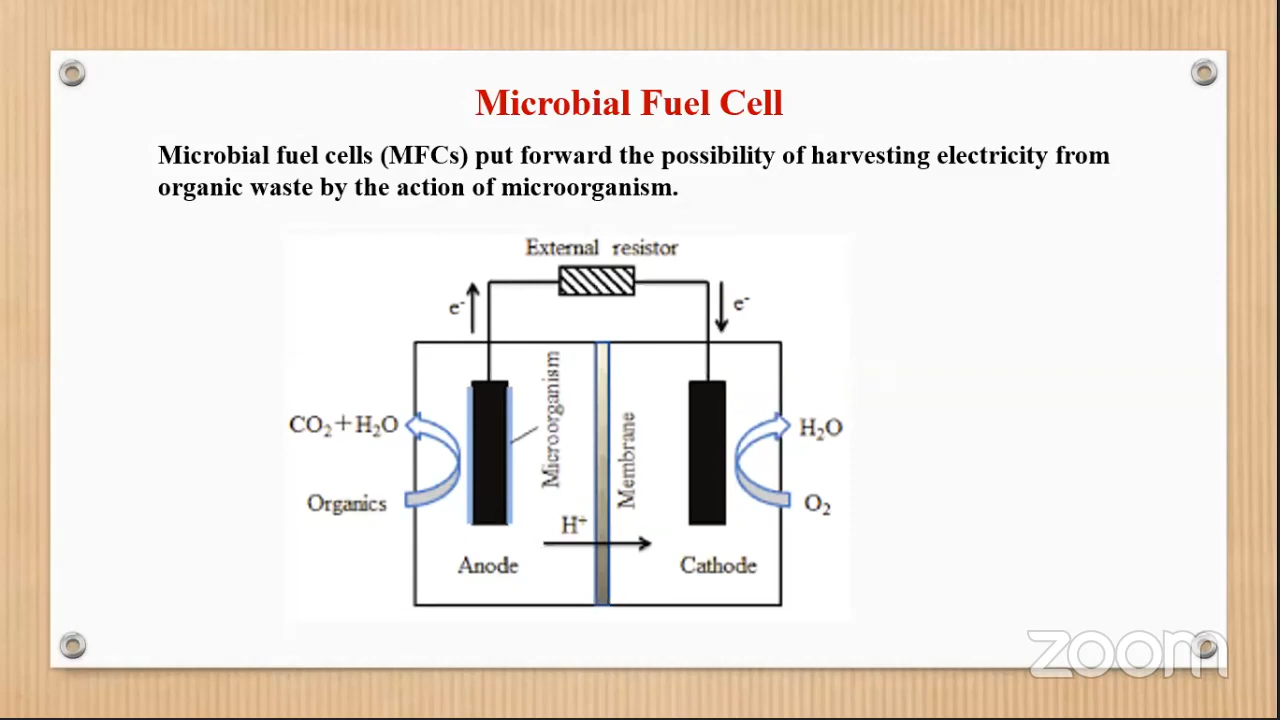 Microbial Fuel Cell
Microbial fuel cells (MFCs) put forward the possibility of harvesting electricity from
organic waste by the action of microorganism.
External resistor
e⁻
e⁻
Microorganism
Membrane
CO₂+H₂O
H₂O
Organics
O₂
H⁺
Anode
Cathode
zoom